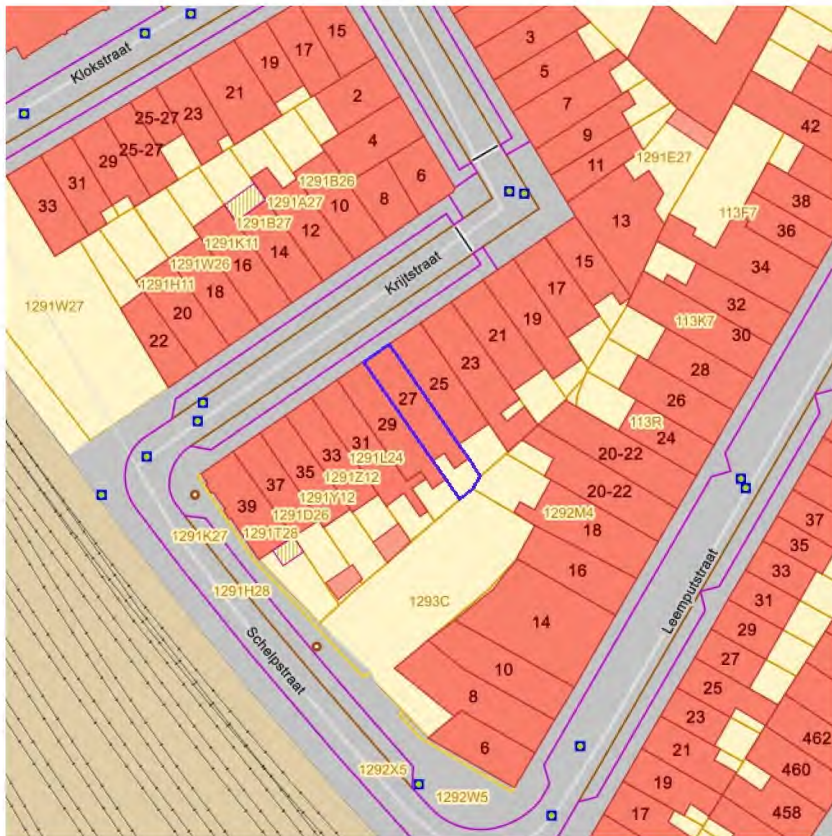 Klokstraat
15
17
19
21
23
25-27
25-27
29
31
33
2
4
6
8
10
12
14
16
18
20
22
1291B26
1291A27
1291B27
1291K11
1291W26
1291H11
1291W27
Krijtstraat
3
5
7
9
11
13
15
17
19
21
23
25
27
29
31
33
35
37
39
1291E27
113F7
42
38
36
34
32
30
113K7
28
26
113R
24
20-22
20-22
1292M4
18
16
14
10
8
6
1291L24
1291Z12
1291Y12
1291D26
1291T28
1291K27
1291H28
1293C
Schelpstraat
Leemputstraat
1292X5
1292W5
37
35
33
31
29
27
25
23
21
19
17
462
460
458